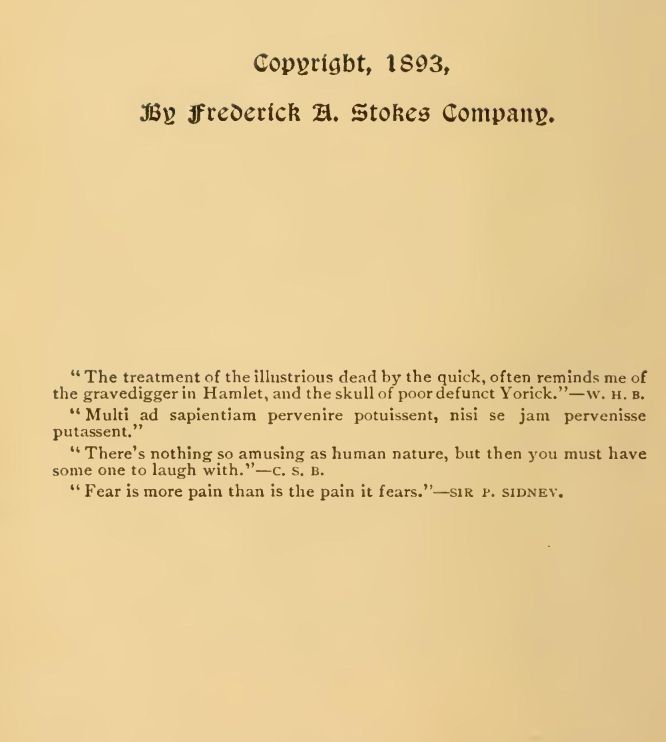 Copyright, 1893,
By Frederick A. Stokes Company.
“The treatment of the illustrious dead by the quick, often reminds me of
the gravedigger in Hamlet, and the skull of poor defunct Yorick.”—W. H. B.
“Multi ad sapientiam pervenire potuissent, nisi se jam pervenisse
putassent.”
“There’s nothing so amusing as human nature, but then you must have
some one to laugh with.”—C. S. B.
“Fear is more pain than is the pain it fears.”—SIR P. SIDNEY.